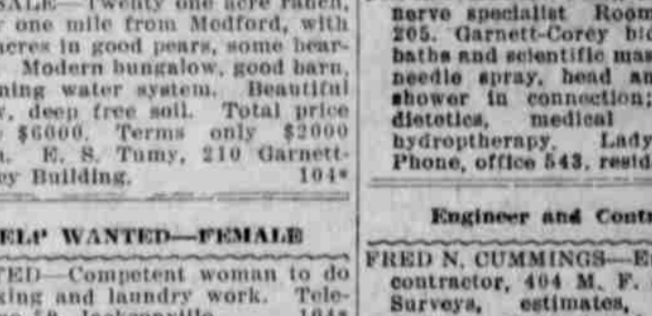 SALE—Twenty one acre ranch,
one mile from Medford, with
acres in good pears, some bear-
Modern bungalow, good barn,
ning water system. Beautiful
deep free soil. Total price
$6000. Terms only $2000
E. S. Tumy, 210 Garnett-
ey Building. 104*
ELP WANTED—FEMALE
TED—Competent woman to do
king and laundry work. Tele-
Jacksonville. 104*
nerve specialist Room
205. Garnett-Corey
baths and scientific mas
needle spray, head an
shower in connection;
dietetics, medical
hydroptherapy. Lady
Phone, office 543, resid
Engineer and Cont
FRED N. CUMMINGS—E
contractor, 404 M. F.
Surveys, estimates,